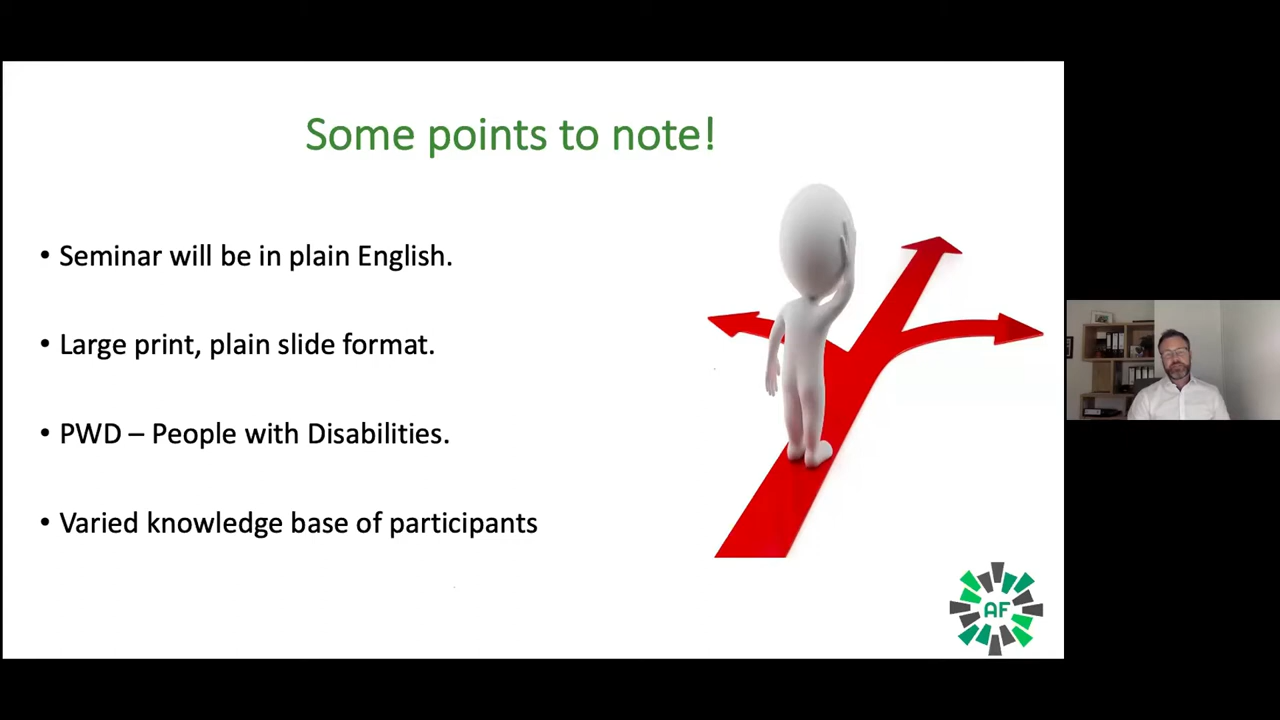 Some points to note!
• Seminar will be in plain English.
• Large print, plain slide format.
• PWD – People with Disabilities.
• Varied knowledge base of participants
AF